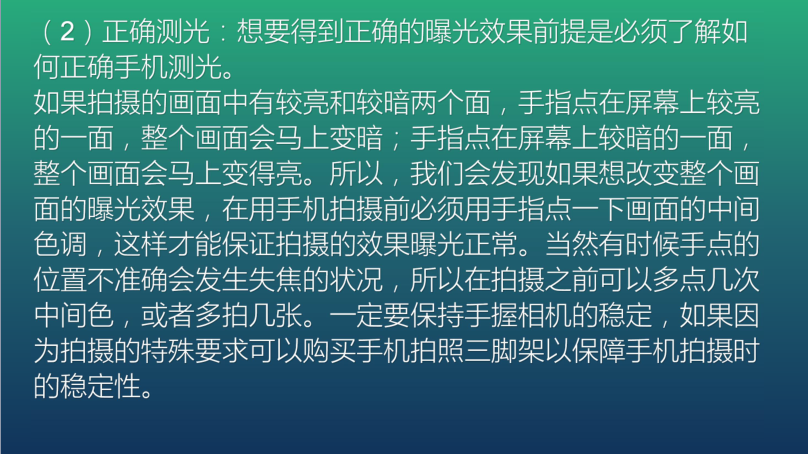 （2）正确测光：想要得到正确的曝光效果前提是必须了解如
何正确手机测光。
如果拍摄的画面中有较亮和较暗两个面，手指点在屏幕上较亮
的一面，整个画面会马上变暗；手指点在屏幕上较暗的一面，
整个画面会马上变得亮。所以，我们会发现如果想改变整个画
面的曝光效果，在用手机拍摄前必须用手指点一下画面的中间
色调，这样才能保证拍摄的效果曝光正常。当然有时候手点的
位置不准确会发生失焦的状况，所以在拍摄之前可以多点几次
中间色，或者多拍几张。一定要保持手握相机的稳定，如果因
为拍摄的特殊要求可以购买手机拍照三脚架以保障手机拍摄时
的稳定性。